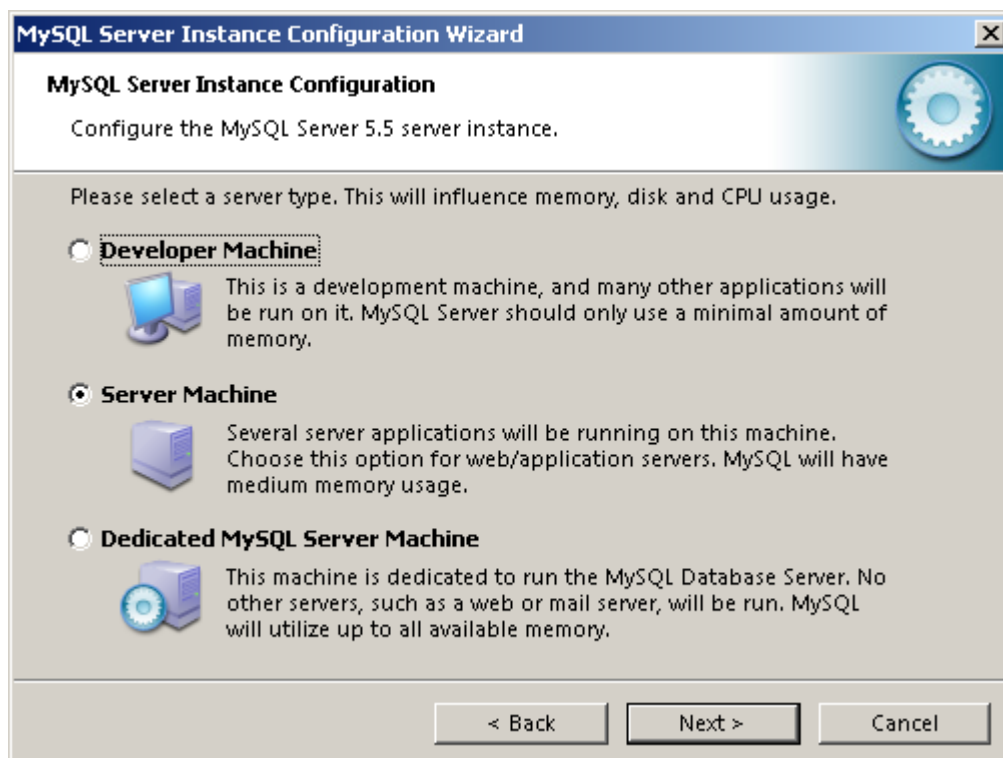 MySQL Server Instance Configuration Wizard
MySQL Server Instance Configuration
Configure the MySQL Server 5.5 server instance.
Please select a server type. This will influence memory, disk and CPU usage.
Developer Machine
This is a development machine, and many other applications will
be run on it. MySQL Server should only use a minimal amount of
memory.
Server Machine
Several server applications will be running on this machine.
Choose this option for web/application servers. MySQL will have
medium memory usage.
Dedicated MySQL Server Machine
This machine is dedicated to run the MySQL Database Server. No
other servers, such as a web or mail server, will be run. MySQL
will utilize up to all available memory.
< Back
Next >
Cancel